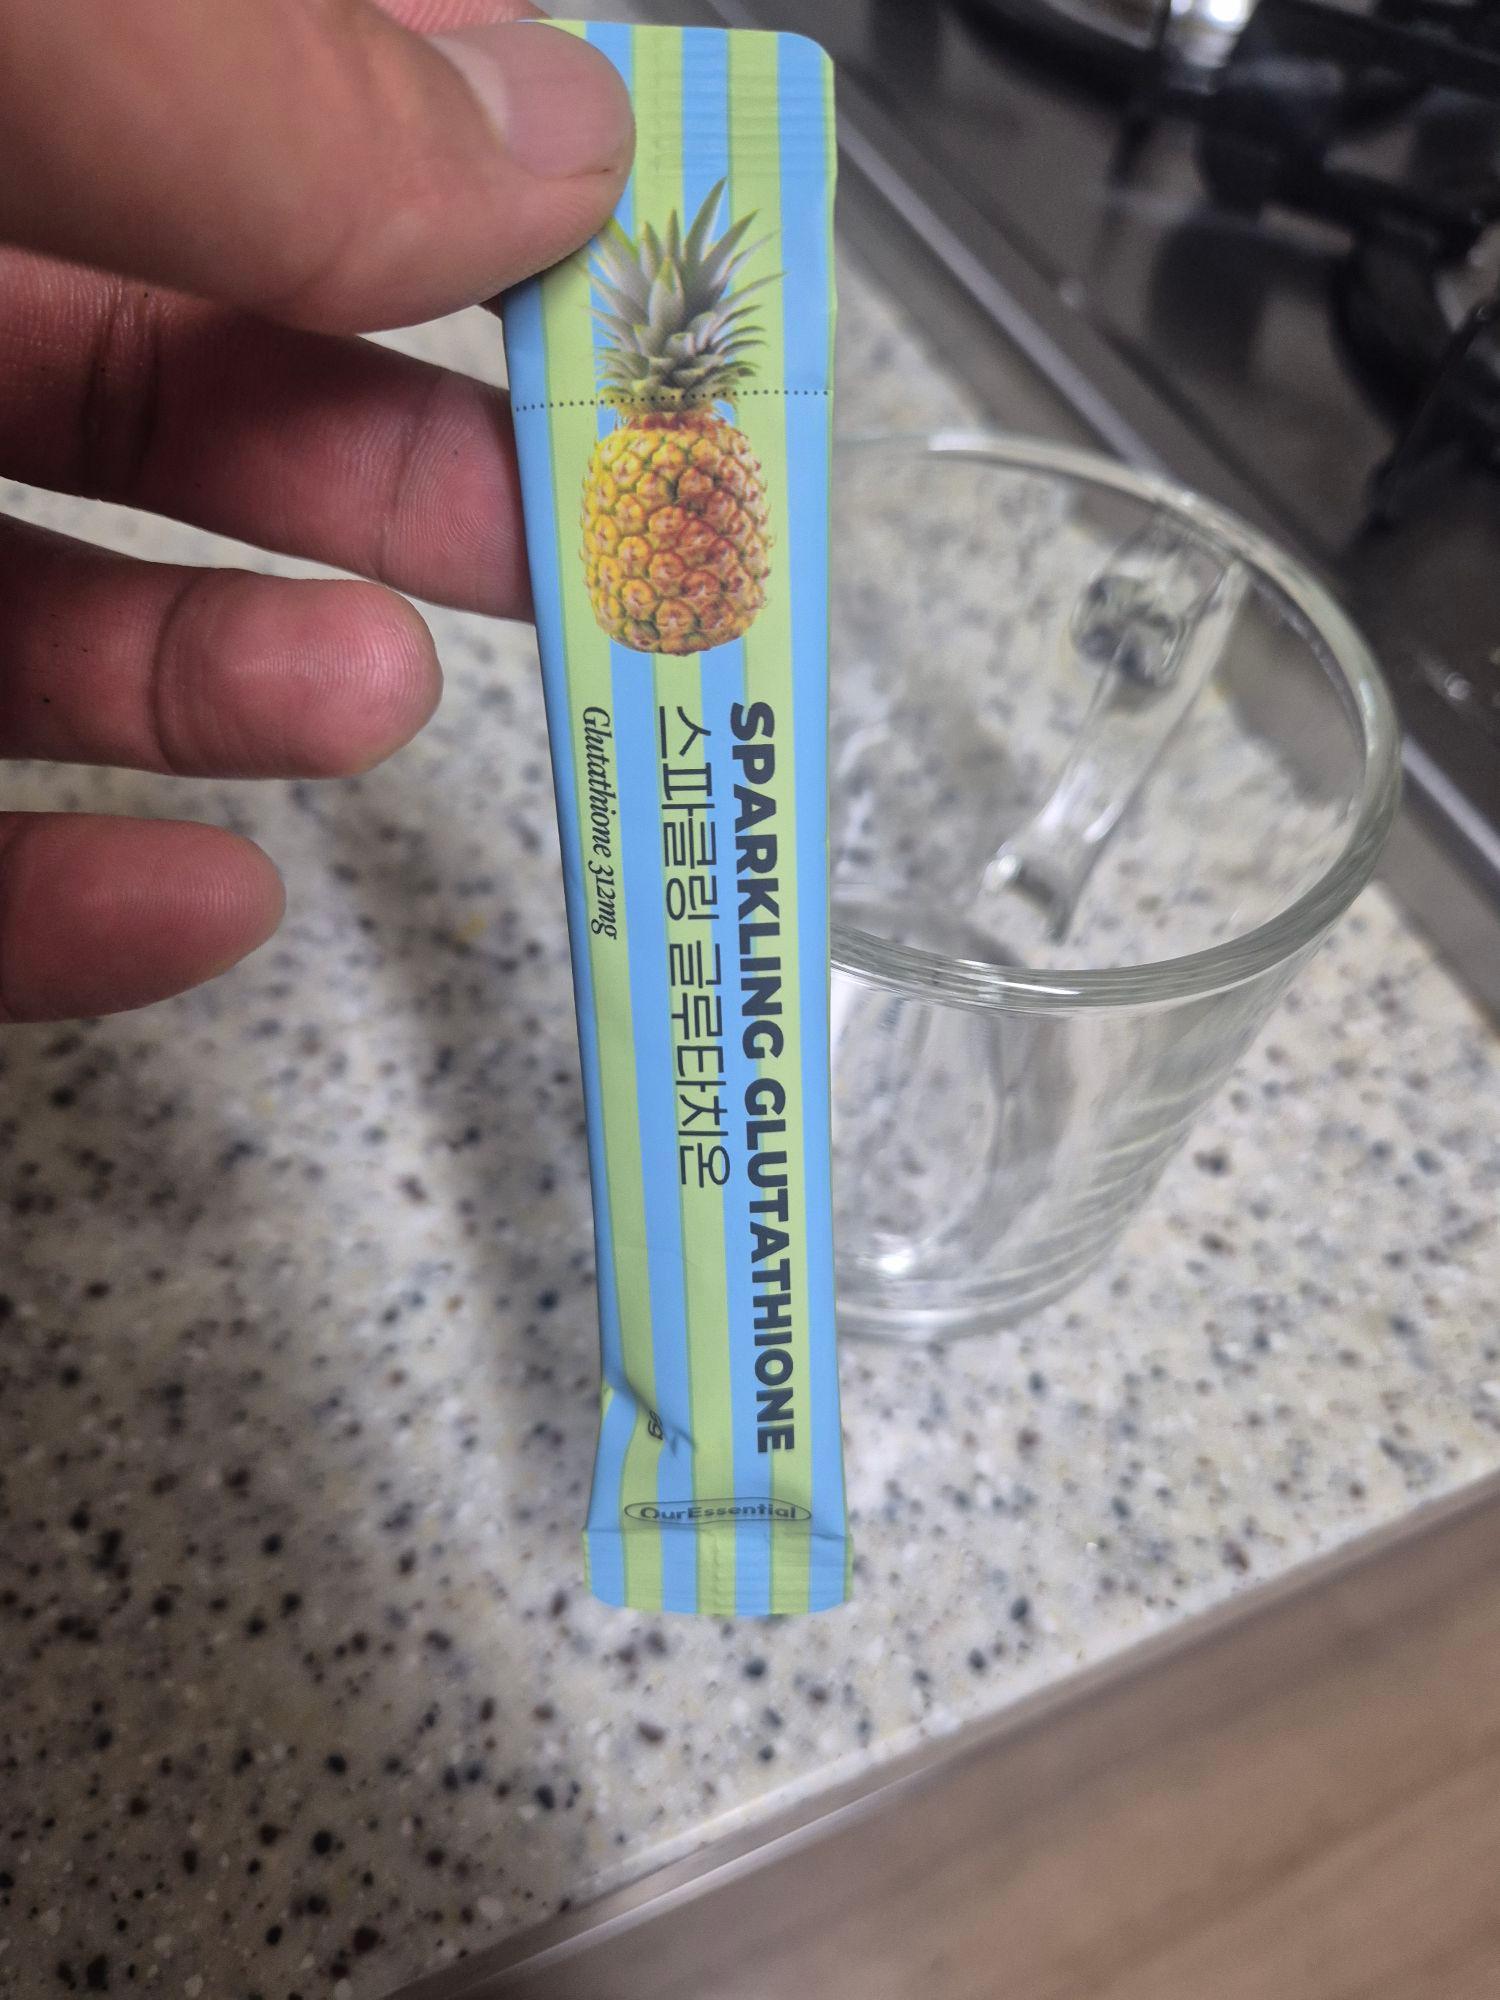 SPARKLING GLUTATHIONE
스파클링 글루타치온
Glutathione 312mg
OurEssential